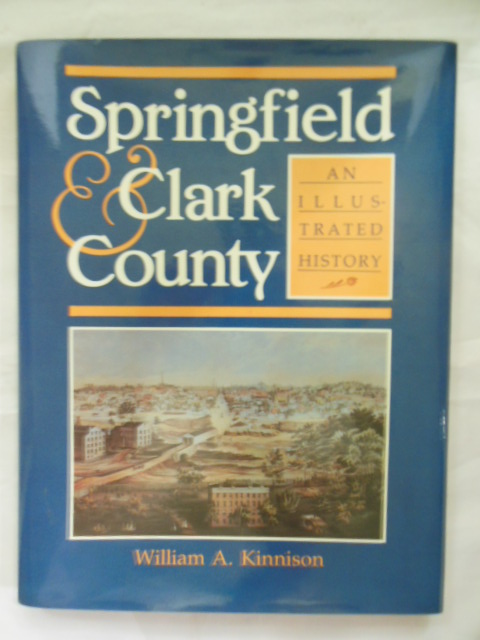 Springfield
& Clark
County
AN
ILLUS-
TRATED
HISTORY
William A. Kinnison